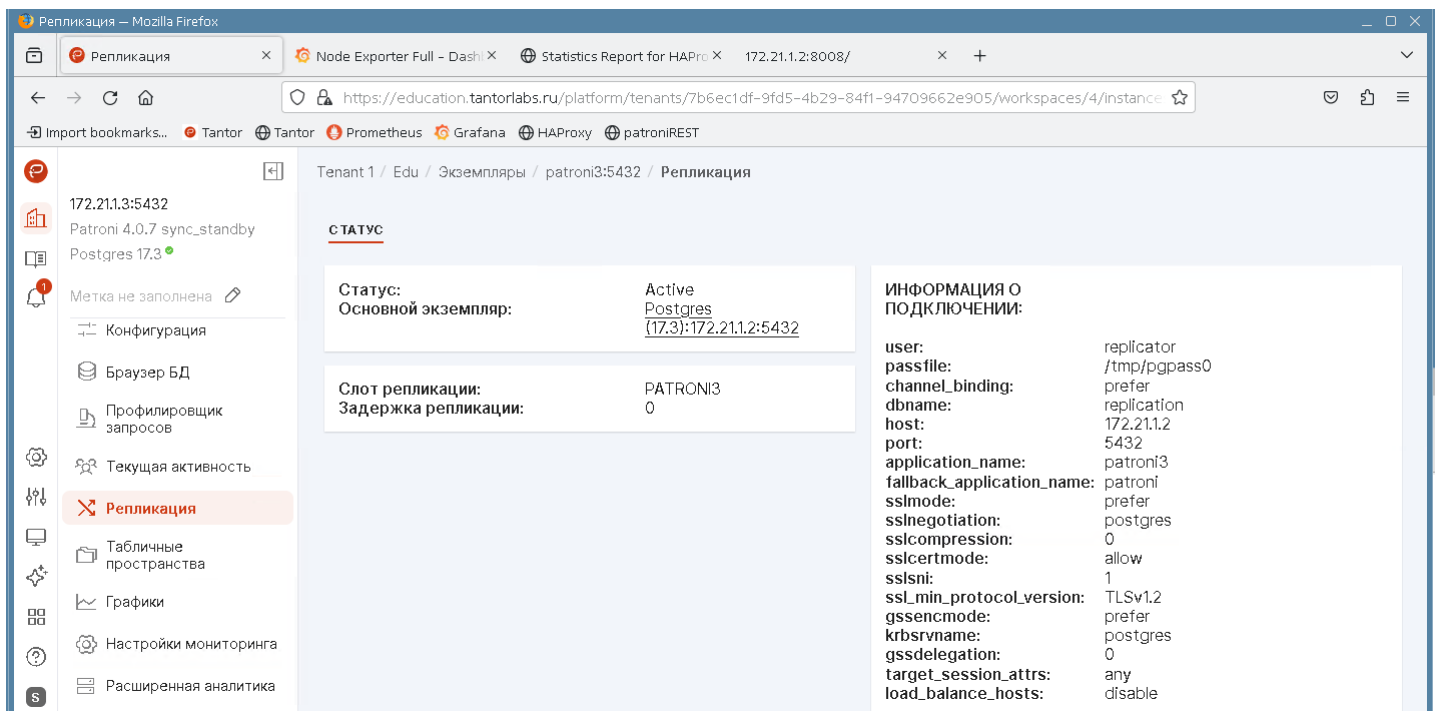 Репликация — Mozilla Firefox
Репликация
Node Exporter Full - Dash
Statistics Report for HAPro
172.21.1.2:8008/
https://education.tantorlabs.ru/platform/tenants/7b6ec1df-9fd5-4b29-84f1-94709662e905/workspaces/4/instance
Import bookmarks... Tantor Tantor Prometheus Grafana HAProxy patroniREST
Tenant 1 / Edu / Экземпляры / patroni3:5432 / Репликация
172.21.1.3:5432
Patroni 4.0.7 sync_standby
Postgres 17.3
1
Метка не заполнена
Конфигурация
Браузер БД
Профилировщик
запросов
Текущая активность
Репликация
Табличные
пространства
Графики
Настройки мониторинга
Расширенная аналитика
S
СТАТУС
Статус: Active
Основной экземпляр: Postgres
(17.3):172.21.1.2:5432
Слот репликации: PATRONI3
Задержка репликации: 0
ИНФОРМАЦИЯ О
ПОДКЛЮЧЕНИИ:
user: replicator
passfile: /tmp/pgpass0
channel_binding: prefer
dbname: replication
host: 172.21.1.2
port: 5432
application_name: patroni3
fallback_application_name: patroni
sslmode: prefer
sslnegotiation: postgres
sslcompression: 0
sslcertmode: allow
sslsni: 1
ssl_min_protocol_version: TLSv1.2
gssencmode: prefer
krbsrvname: postgres
gssdelegation: 0
target_session_attrs: any
load_balance_hosts: disable